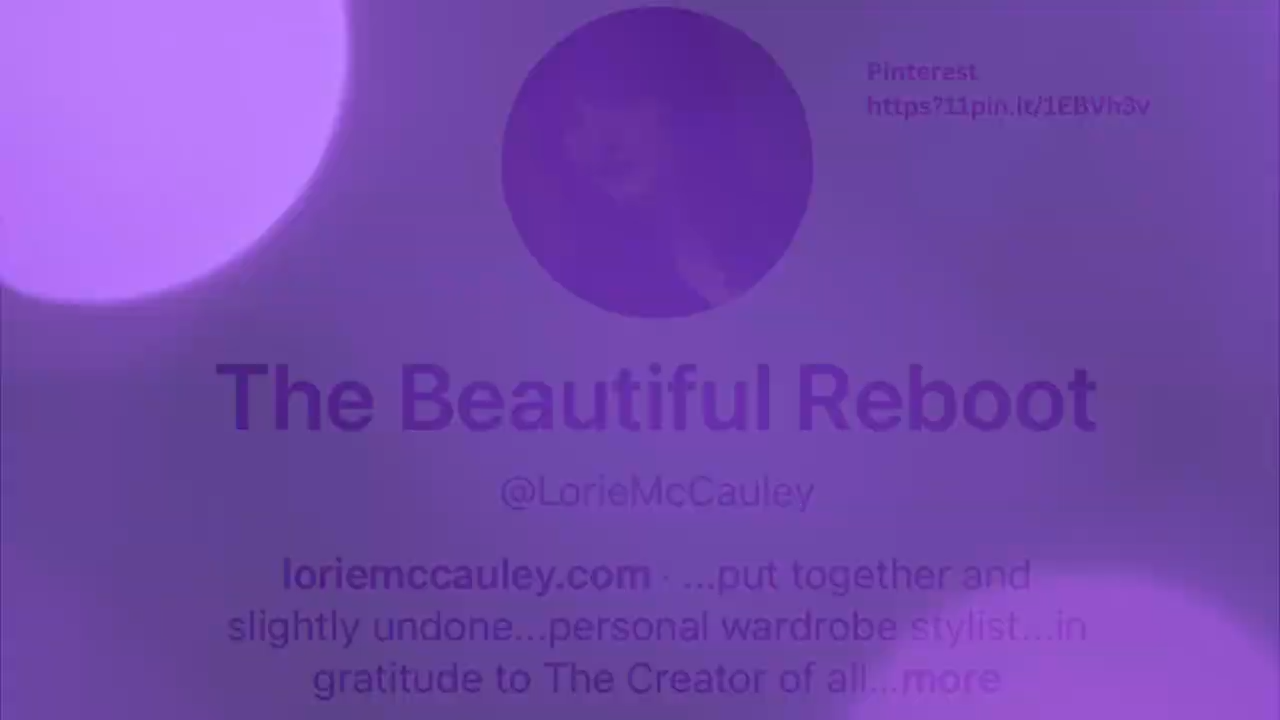 Pinterest
https?11pin.it/1EBVh3v
The Beautiful Reboot
@LorieMcCauley
loriemccauley.com · ...put together and
slightly undone...personal wardrobe stylist...in
gratitude to The Creator of all...more